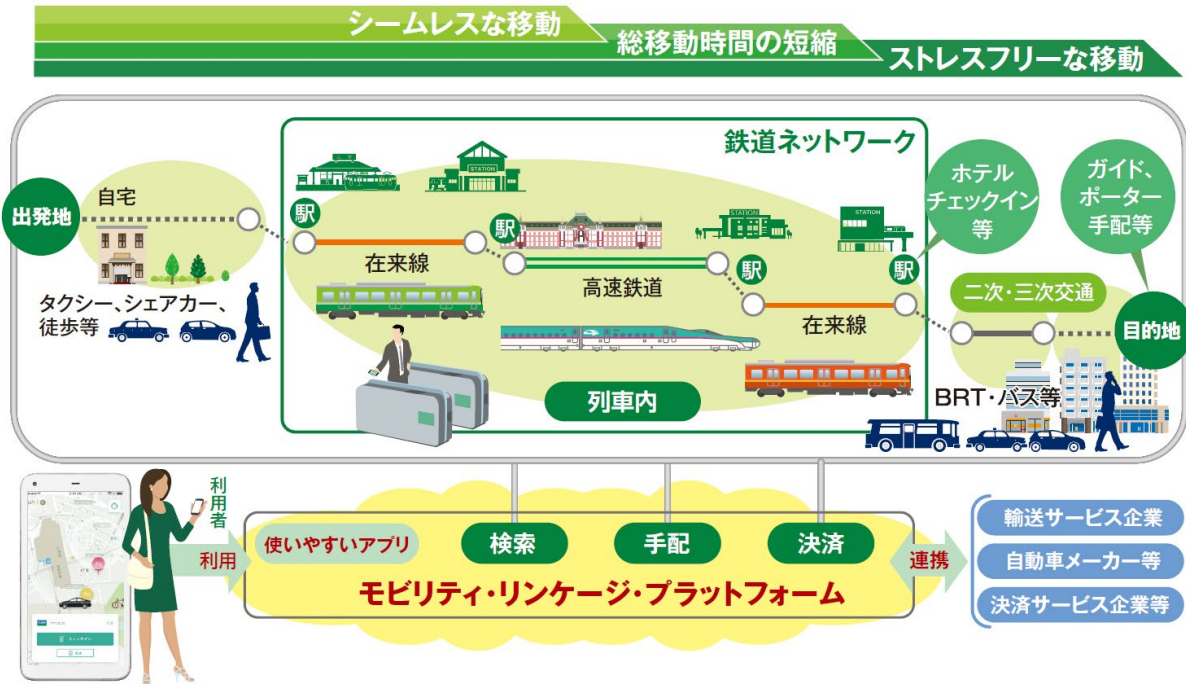 シームレスな移動
総移動時間の短縮
ストレスフリーな移動
鉄道ネットワーク
ホテル
チェックイン
等
ガイド、
ポーター
手配等
出発地
自宅
駅
STATION
駅
STATION
STATION
駅
駅
在来線
高速鉄道
在来線
タクシー、シェアカー、
徒歩等
二次・三次交通
目的地
BRT・バス等
列車内
利用者
利用
使いやすいアプリ
検索
手配
決済
連携
モビリティ・リンケージ・プラットフォーム
輸送サービス企業
自動車メーカー等
決済サービス企業等